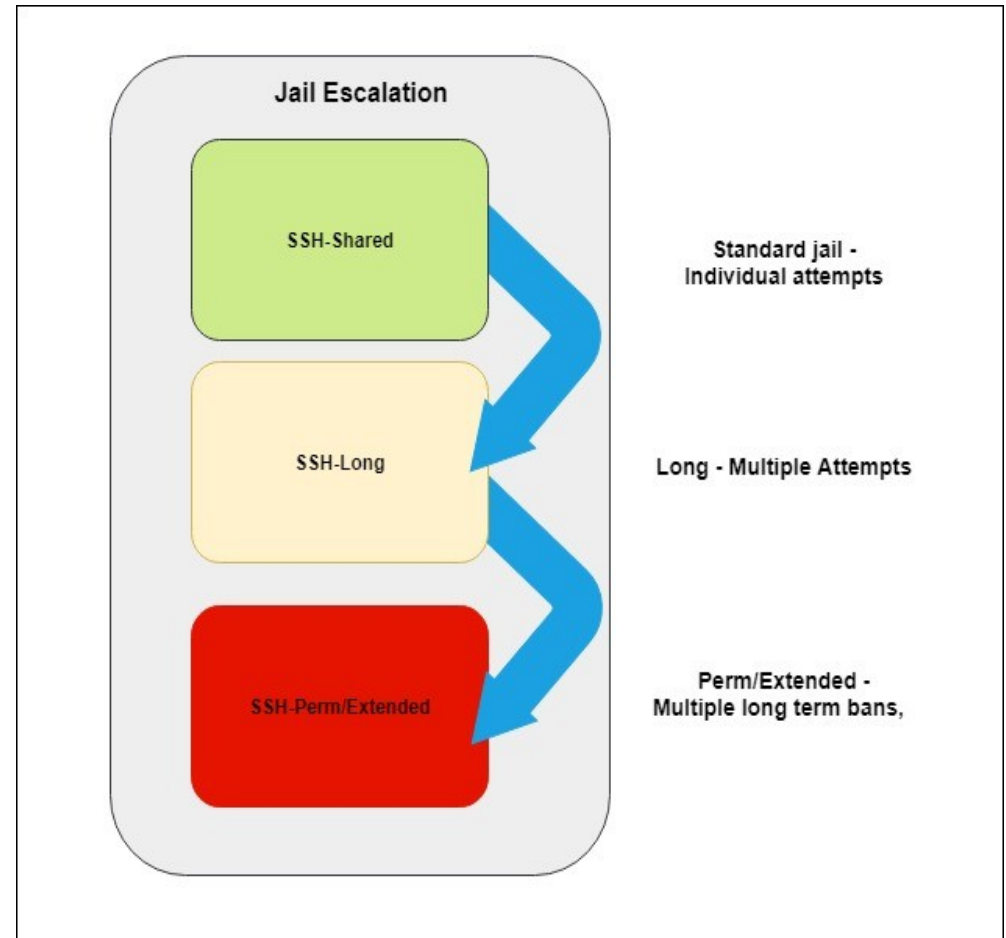 Jail Escalation
SSH-Shared
Standard jail -
Individual attempts
SSH-Long
Long - Multiple Attempts
SSH-Perm/Extended
Perm/Extended -
Multiple long term bans,